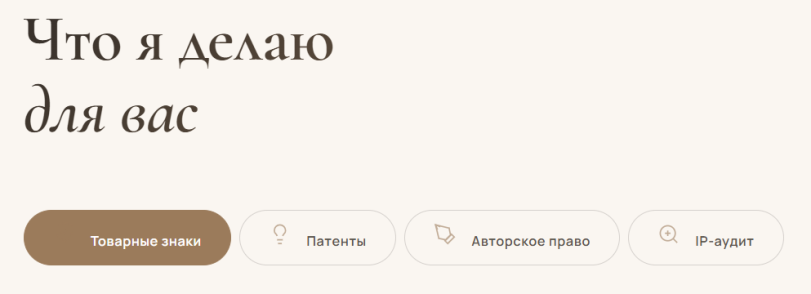 Что я делаю
для вас
Товарные знаки Патенты Авторское право IP-аудит